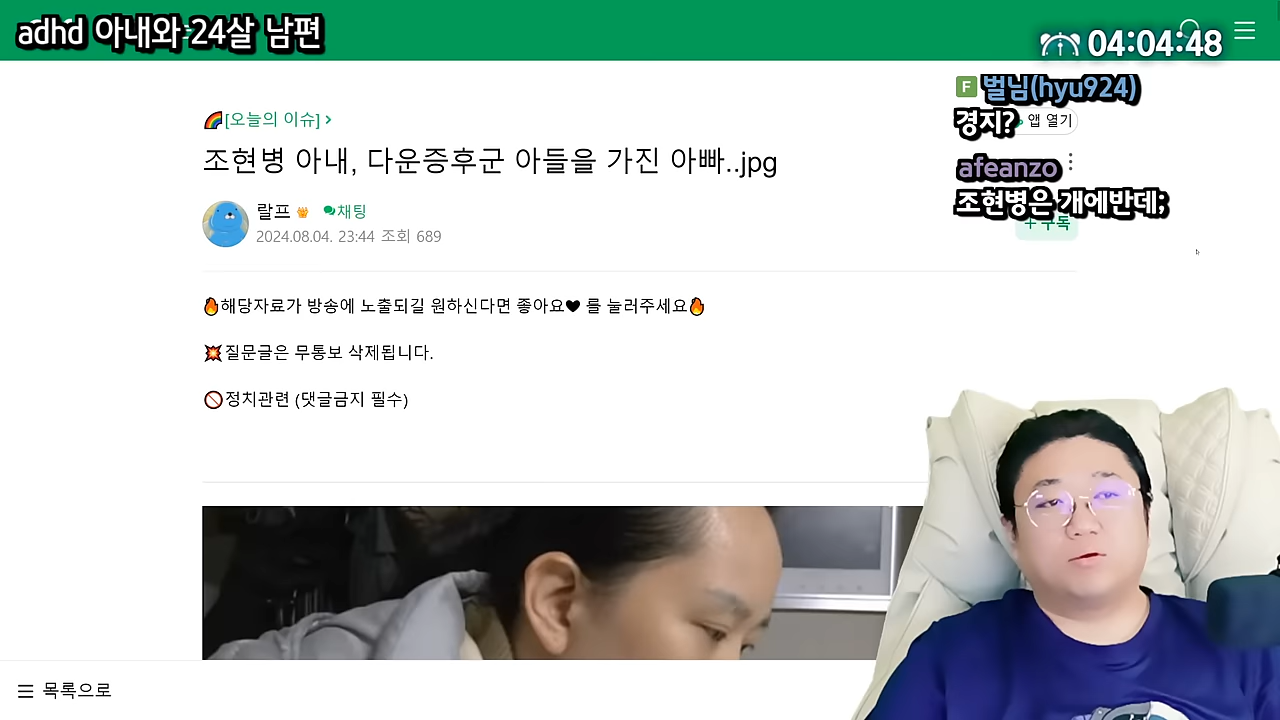 adhd 아내와 24살 남편
04:04:48
벌님(hyu924)
경지?
앱 열기
afeanzo
조현병은 개에반데;
+ 구독
[오늘의 이슈] >
조현병 아내, 다운증후군 아들을 가진 아빠..jpg
랄프 채팅
2024.08.04. 23:44 조회 689
해당자료가 방송에 노출되길 원하신다면 좋아요♥ 를 눌러주세요
질문글은 무통보 삭제됩니다.
정치관련 (댓글금지 필수)
목록으로